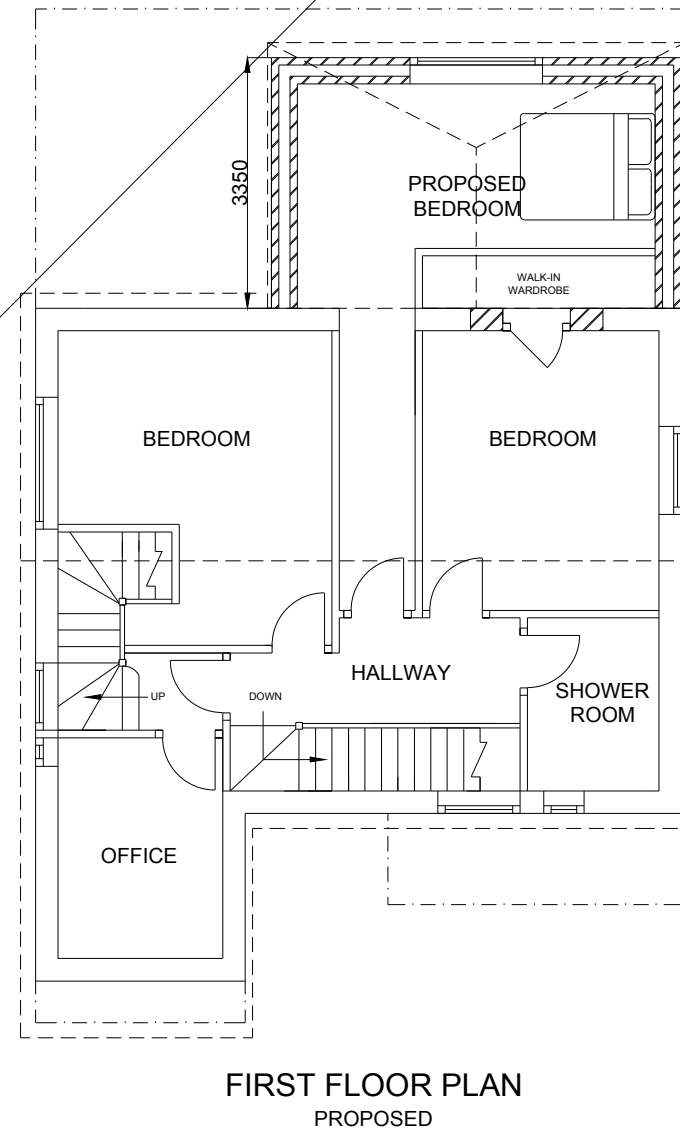 3350
PROPOSED
BEDROOM
WALK-IN
WARDROBE
BEDROOM
BEDROOM
HALLWAY
UP
DOWN
SHOWER
ROOM
OFFICE
FIRST FLOOR PLAN
PROPOSED